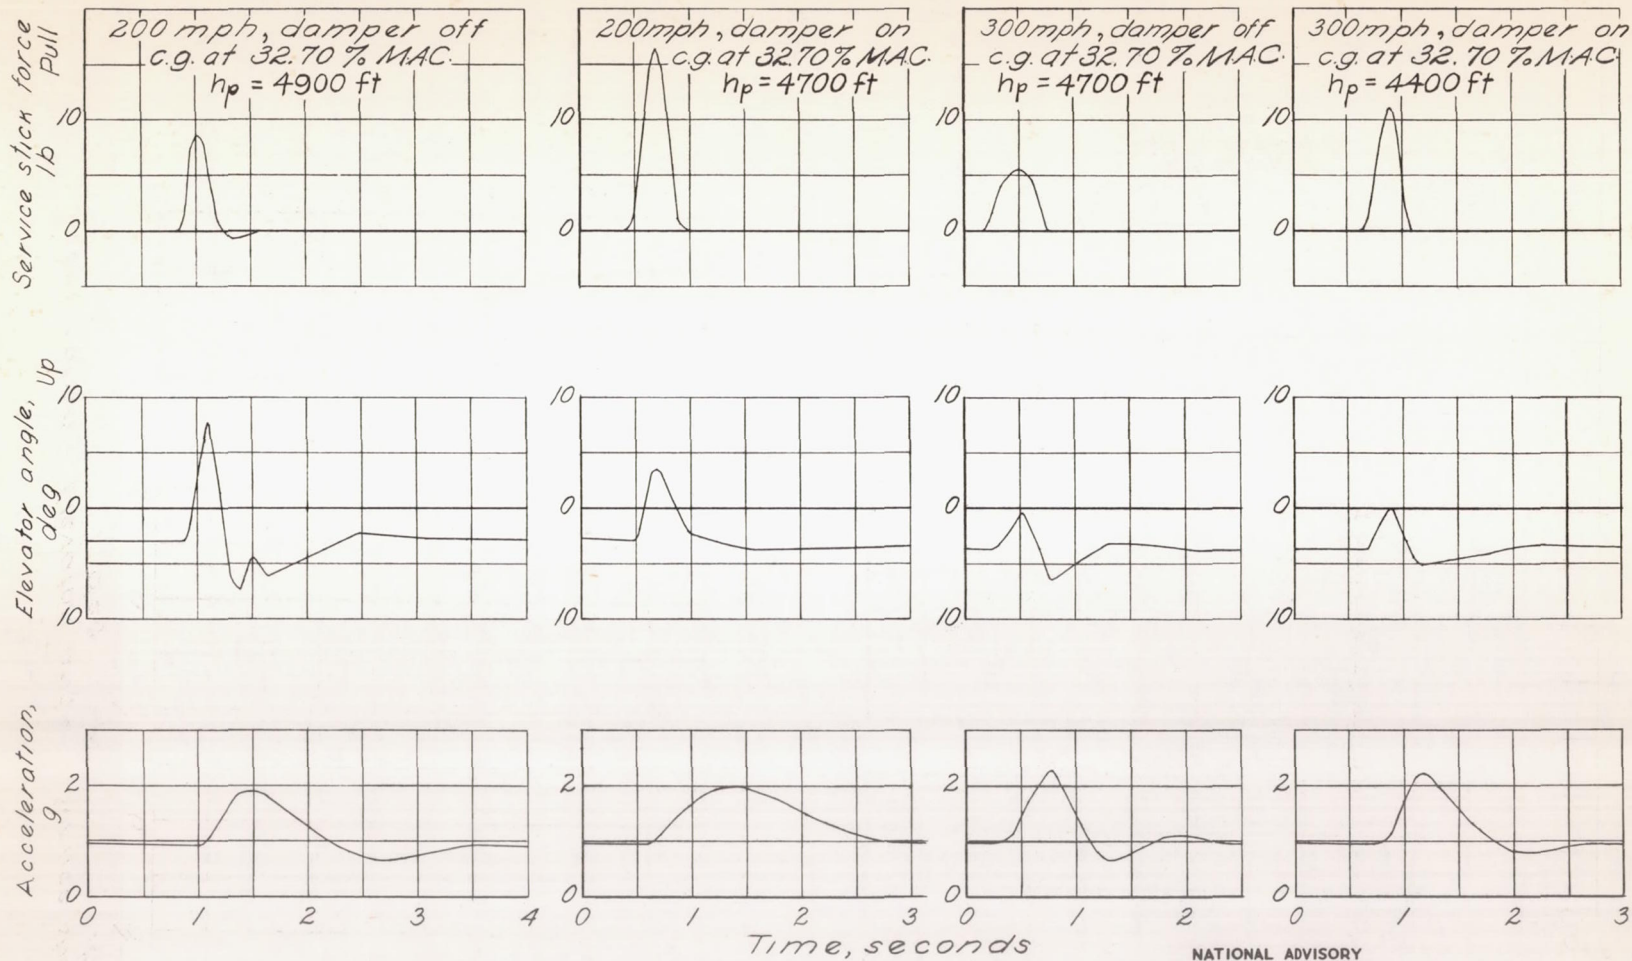 200 mph, damper off
c.g. at 32.70 % M.A.C.
hp = 4900 ft
200mph, damper on
c.g. at 32.70 % M.A.C.
hp = 4700 ft
300mph, damper off
c.g. at 32.70 % M.A.C.
hp = 4700 ft
300mph, damper on
c.g. at 32.70 % M.A.C.
hp = 4400 ft
Service stick force
Pull
lb
10
0
10
0
10
0
10
0
Elevator angle,
deg
Up
10
0
10
10
0
10
10
0
10
10
0
10
Acceleration,
g
2
0
2
0
2
0
2
0
0 1 2 3 4
0 1 2 3
0 1 2
0 1 2 3
Time, seconds
NATIONAL ADVISORY